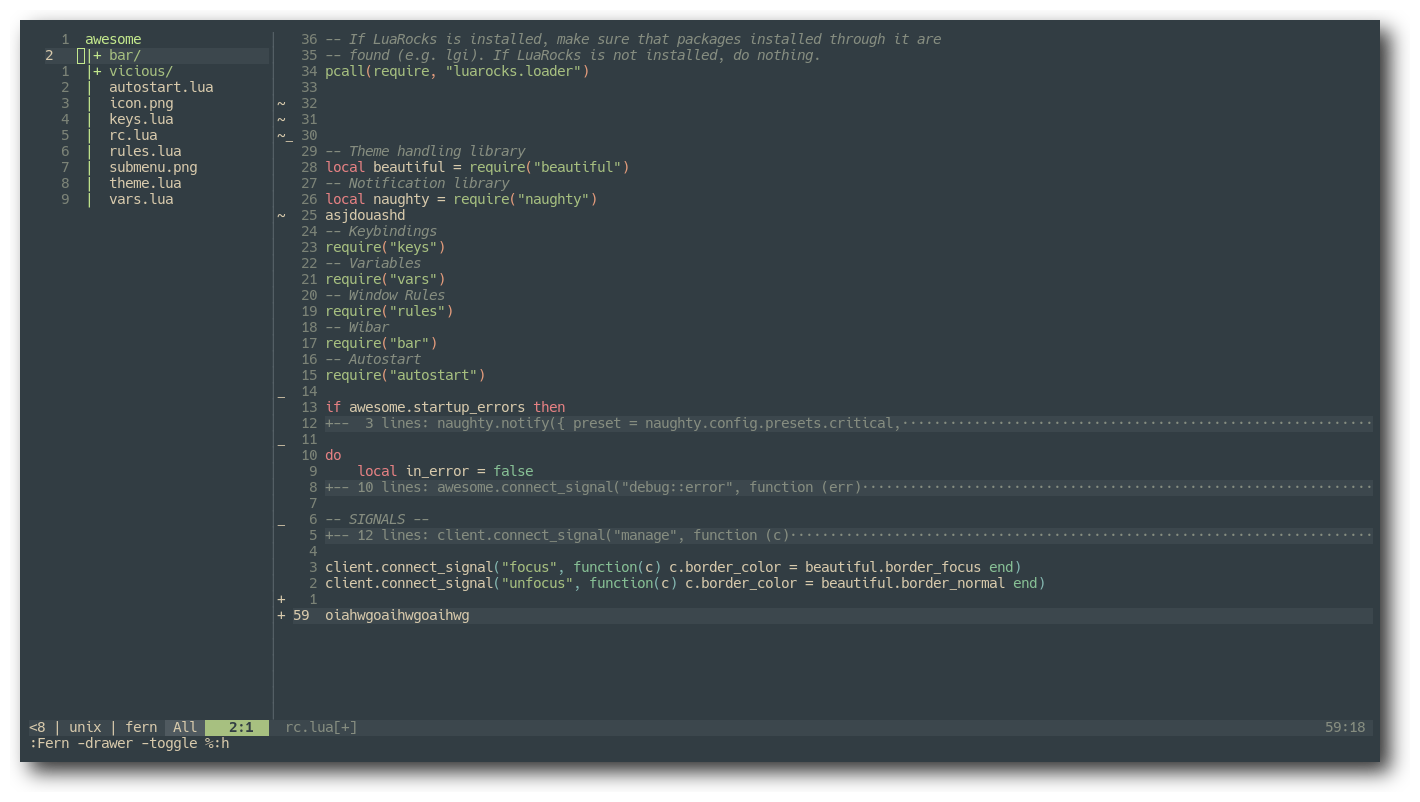 1 awesome
2 |+ bar/
1 |+ vicious/
2 | autostart.lua
3 | icon.png
4 | keys.lua
5 | rc.lua
6 | rules.lua
7 | submenu.png
8 | theme.lua
9 | vars.lua
36 -- If LuaRocks is installed, make sure that packages installed through it are
35 -- found (e.g. lgi). If LuaRocks is not installed, do nothing.
34 pcall(require, "luarocks.loader")
33
~ 32
~ 31
~_ 30
29 -- Theme handling library
28 local beautiful = require("beautiful")
27 -- Notification library
26 local naughty = require("naughty")
~ 25 asjdouashd
24 -- Keybindings
23 require("keys")
22 -- Variables
21 require("vars")
20 -- Window Rules
19 require("rules")
18 -- Wibar
17 require("bar")
16 -- Autostart
15 require("autostart")
_ 14
13 if awesome.startup_errors then
12 +--  3 lines: naughty.notify({ preset = naughty.config.presets.critical,···························································
_ 11
10 do
9     local in_error = false
8 +-- 10 lines: awesome.connect_signal("debug::error", function (err)································································
7
_ 6 -- SIGNALS --
5 +-- 12 lines: client.connect_signal("manage", function (c)·········································································
4
3 client.connect_signal("focus", function(c) c.border_color = beautiful.border_focus end)
2 client.connect_signal("unfocus", function(c) c.border_color = beautiful.border_normal end)
+ 1
+ 59 oiahwgoaihwgoaihwg
<8 | unix | fern All 2:1 rc.lua[+] 59:18
:Fern -drawer -toggle %:h